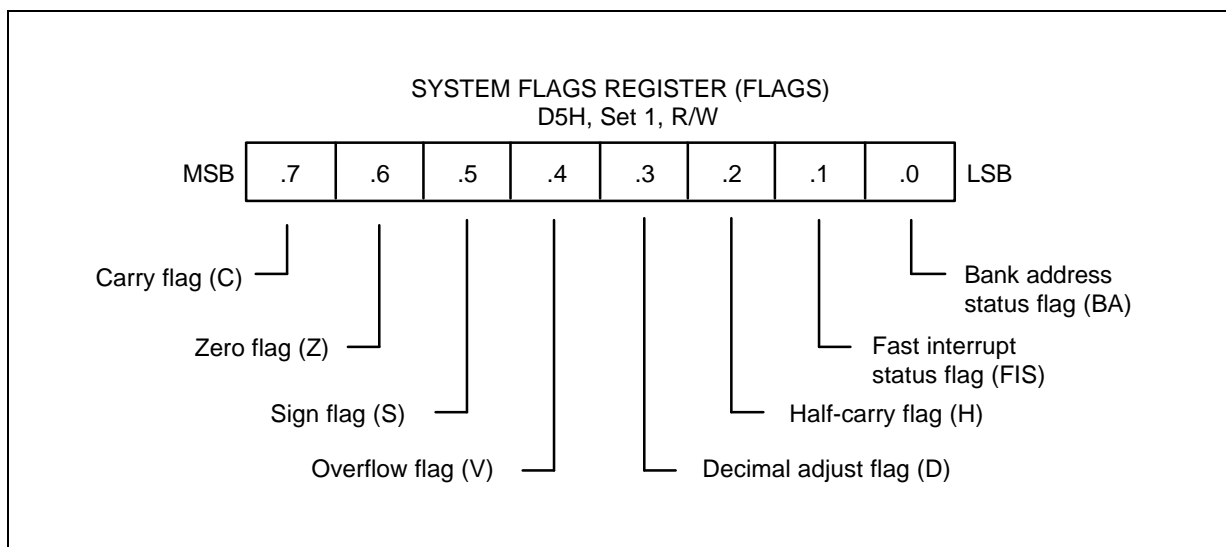 SYSTEM FLAGS REGISTER (FLAGS)
D5H, Set 1, R/W
MSB .7 .6 .5 .4 .3 .2 .1 .0 LSB
Carry flag (C)
Bank address
status flag (BA)
Zero flag (Z)
Fast interrupt
status flag (FIS)
Sign flag (S)
Half-carry flag (H)
Overflow flag (V)
Decimal adjust flag (D)